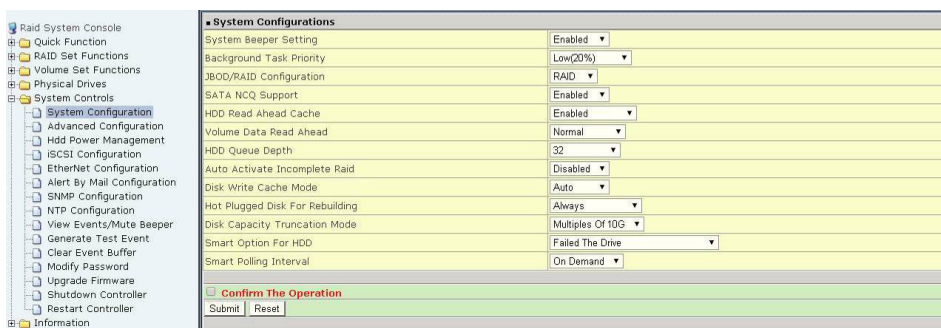 Raid System Console
Quick Function
RAID Set Functions
Volume Set Functions
Physical Drives
System Controls
System Configuration
Advanced Configuration
Hdd Power Management
iSCSI Configuration
EtherNet Configuration
Alert By Mail Configuration
SNMP Configuration
NTP Configuration
View Events/Mute Beeper
Generate Test Event
Clear Event Buffer
Modify Password
Upgrade Firmware
Shutdown Controller
Restart Controller
Information
System Configurations
System Beeper Setting Enabled
Background Task Priority Low(20%)
JBOD/RAID Configuration RAID
SATA NCQ Support Enabled
HDD Read Ahead Cache Enabled
Volume Data Read Ahead Normal
HDD Queue Depth 32
Auto Activate Incomplete Raid Disabled
Disk Write Cache Mode Auto
Hot Plugged Disk For Rebuilding Always
Disk Capacity Truncation Mode Multiples Of 10G
Smart Option For HDD Failed The Drive
Smart Polling Interval On Demand
Confirm The Operation
Submit Reset